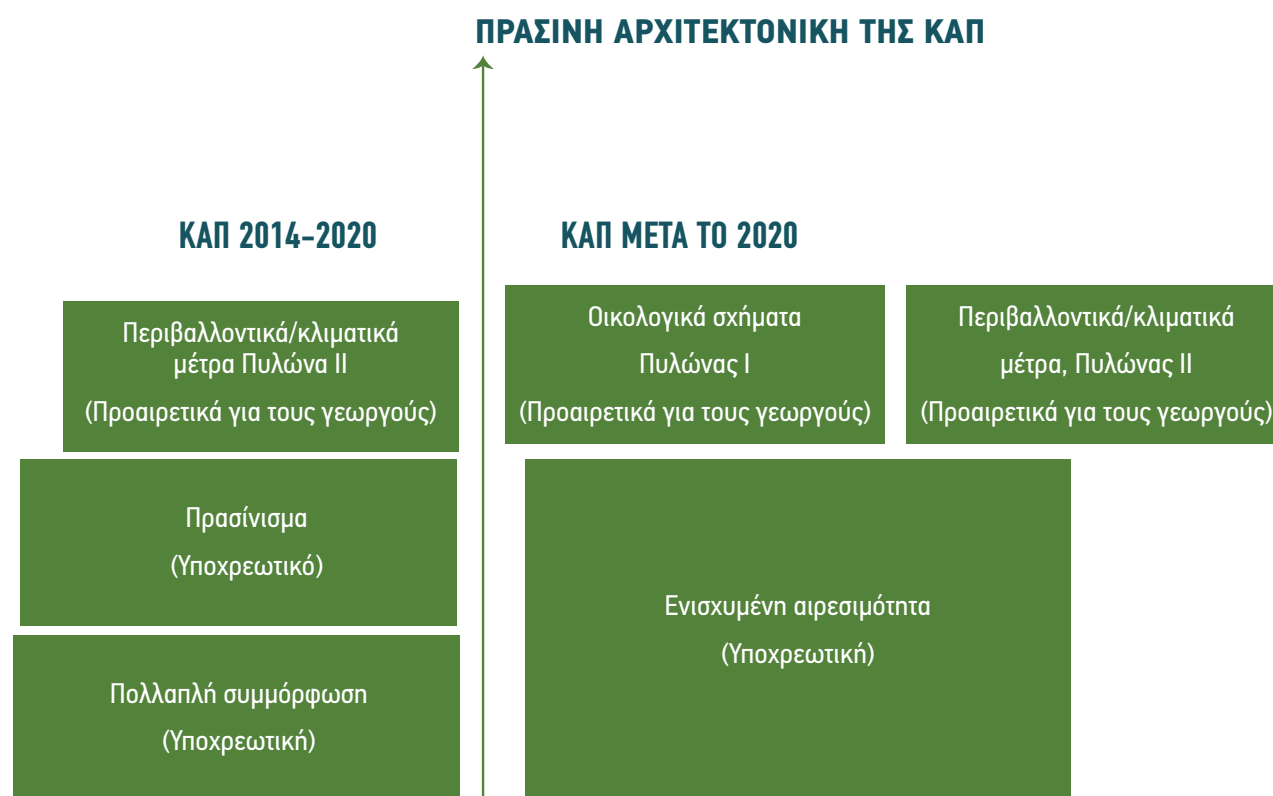 ΠΡΑΣΙΝΗ ΑΡΧΙΤΕΚΤΟΝΙΚΗ ΤΗΣ ΚΑΠ
ΚΑΠ 2014-2020
Περιβαλλοντικά/κλιματικά
μέτρα Πυλώνα ΙΙ
(Προαιρετικά για τους γεωργούς)
Πρασίνισμα
(Υποχρεωτικό)
Πολλαπλή συμμόρφωση
(Υποχρεωτική)
ΚΑΠ ΜΕΤΑ ΤΟ 2020
Οικολογικά σχήματα
Πυλώνας Ι
(Προαιρετικά για τους γεωργούς)
Περιβαλλοντικά/κλιματικά
μέτρα, Πυλώνας ΙΙ
(Προαιρετικά για τους γεωργούς)
Ενισχυμένη αιρεσιμότητα
(Υποχρεωτική)